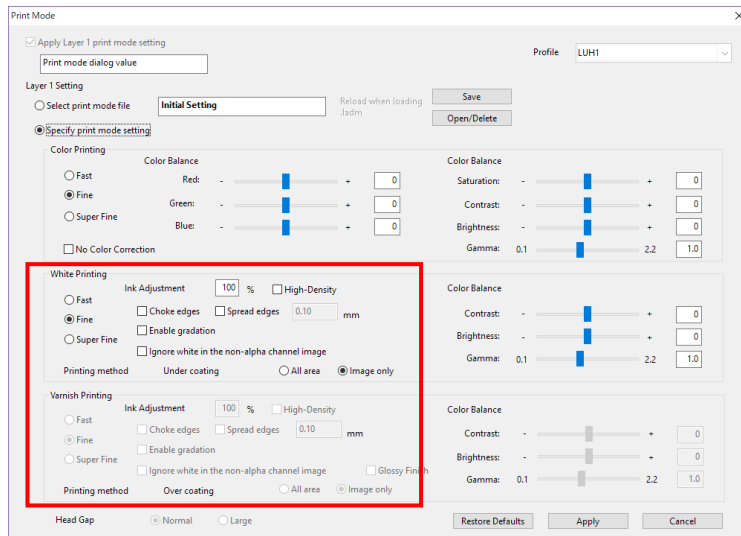 Print Mode
Apply Layer 1 print mode setting
Print mode dialog value
Profile LUH1
Layer 1 Setting
Select print mode file Initial Setting Reload when loading .ladm Save
Specify print mode setting Open/Delete
Color Printing
Color Balance Color Balance
Fast Red: - + 0 Saturation: - + 0
Fine Green: - + 0 Contrast: - + 0
Super Fine Blue: - + 0 Brightness: - + 0
No Color Correction Gamma: 0.1 2.2 1.0
White Printing
Ink Adjustment 100 % High-Density Color Balance
Fast Choke edges Spread edges 0.10 mm Contrast: - + 0
Fine Enable gradation Brightness: - + 0
Super Fine Ignore white in the non-alpha channel image Gamma: 0.1 2.2 1.0
Printing method Under coating All area Image only
Varnish Printing
Ink Adjustment 100 % High-Density Color Balance
Fast Choke edges Spread edges 0.10 mm Contrast: - + 0
Fine Enable gradation Brightness: - + 0
Super Fine Ignore white in the non-alpha channel image Glossy Finish Gamma: 0.1 2.2 1.0
Printing method Over coating All area Image only
Head Gap Normal Large Restore Defaults Apply Cancel